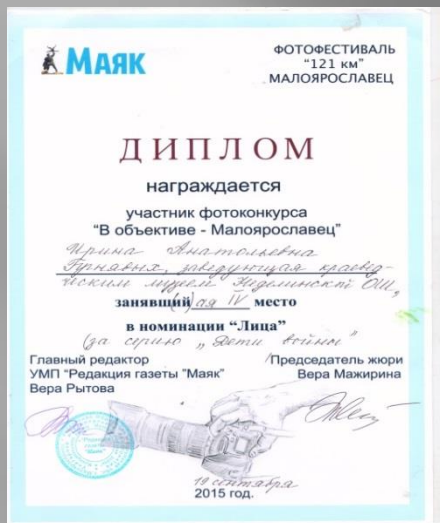 МАЯК
ФОТОФЕСТИВАЛЬ
“121 км”
МАЛОЯРОСЛАВЕЦ
ДИПЛОМ
награждается
участник фотоконкурса
“В объективе - Малоярославец”
Ирина Анатольевна
заведующая краевед-
ческим музеем Неделинской ОШ,
занявший(ая) IV место
в номинации “Лица”
(за серию „Дети войны"
Главный редактор
УМП “Редакция газеты “Маяк”
Вера Рытова
/Председатель жюри
Вера Мажирина
19 сентября
2015 год.